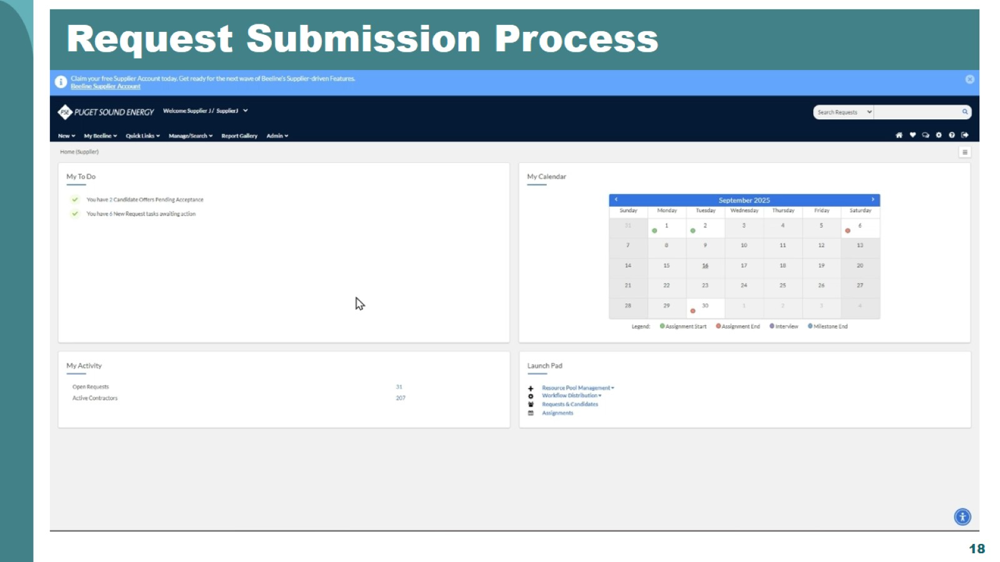 Request Submission Process
Claim your free Supplier Account today. Get ready for the next wave of Beeline's Supplier-driven Features.
Beeline Supplier Account
PSE PUGET SOUND ENERGY Welcome Supplier J / SupplierJ
Search Requests
New My Beeline Quick Links Manage/Search Report Gallery Admin
Home (Supplier)
My To Do
You have 2 Candidate Offers Pending Acceptance
You have 6 New Request tasks awaiting action
My Calendar
September 2025
Sunday Monday Tuesday Wednesday Thursday Friday Saturday
31 1 2 3 4 5 6
7 8 9 10 11 12 13
14 15 16 17 18 19 20
21 22 23 24 25 26 27
28 29 30 1 2 3 4
Legend: Assignment Start Assignment End Interview Milestone End
My Activity
Open Requests 31
Active Contractors 207
Launch Pad
Resource Pool Management
Workflow Distribution
Requests & Candidates
Assignments
18